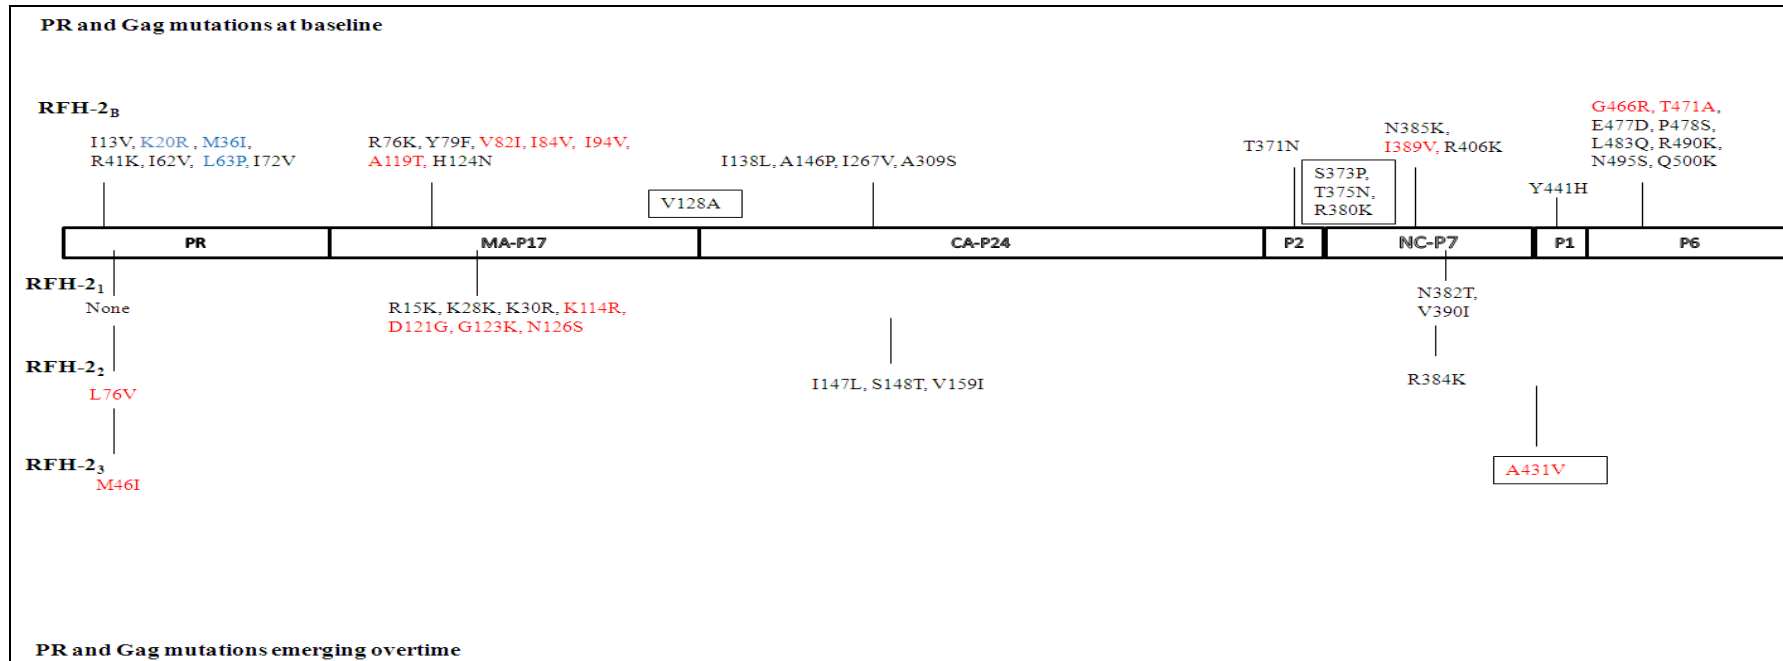 PR and Gag mutations at baseline
RFH-2B
I13V, K20R , M36I,
R41K, I62V, L63P, I72V
R76K, Y79F, V82I, I84V, I94V,
A119T, H124N
V128A
I138L, A146P, I267V, A309S
T371N
S373P,
T375N,
R380K
N385K,
I389V, R406K
Y441H
G466R, T471A,
E477D, P478S,
L483Q, R490K,
N495S, Q500K
PR
MA-P17
CA-P24
P2
NC-P7
P1
P6
RFH-21
None
R15K, K28K, K30R, K114R,
D121G, G123K, N126S
N382T,
V390I
RFH-22
L76V
I147L, S148T, V159I
R384K
RFH-23
M46I
A431V
PR and Gag mutations emerging overtime